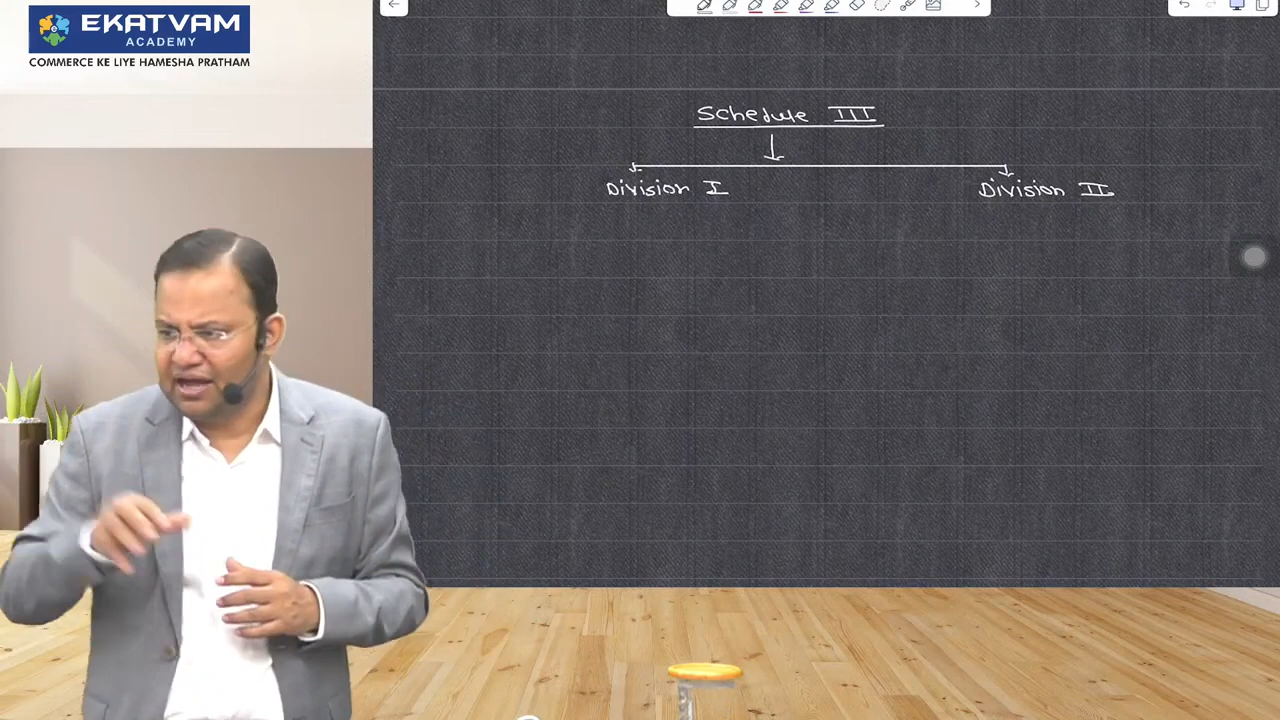 EKATVAM
ACADEMY
COMMERCE KE LIYE HAMESHA PRATHAM
Schedule III
Division I
Division II